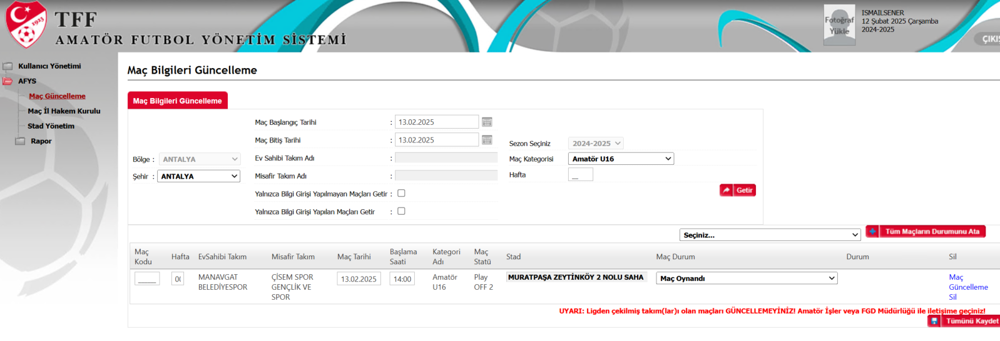 TFF
AMATÖR FUTBOL YÖNETİM SİSTEMİ
1923
Fotoğraf
Yükle
ISMAILSENER
12 Şubat 2025 Çarşamba
2024-2025
Kullanıcı Yönetimi
AFYS
Maç Güncelleme
Maç İl Hakem Kurulu
Stad Yönetim
Rapor
Maç Bilgileri Güncelleme
Maç Bilgileri Güncelleme
Maç Başlangıç Tarihi : 13.02.2025
Maç Bitiş Tarihi : 13.02.2025
Sezon Seçiniz 2024-2025
Bölge : ANTALYA Ev Sahibi Takım Adı : Maç Kategorisi Amatör U16
Şehir : ANTALYA Misafir Takım Adı : Hafta __
Yalnızca Bilgi Girişi Yapılmayan Maçları Getir :
Getir
Yalnızca Bilgi Girişi Yapılan Maçları Getir :
Seçiniz... Tüm Maçların Durumunu Ata
Maç Kodu Hafta EvSahibi Takım Misafir Takım Maç Tarihi Başlama Saati Kategori Adı Maç Statü Stad Maç Durum Durum Sil
MANAVGAT BELEDİYESPOR ÇİSEM SPOR GENÇLİK VE SPOR 13.02.2025 14:00 Amatör U16 Play OFF 2 MURATPAŞA ZEYTİNKÖY 2 NOLU SAHA Maç Oynandı Maç Güncelleme Sil
UYARI: Ligden çekilmiş takım(lar)ı olan maçları GÜNCELLEMEYİNİZ! Amatör İşler veya FGD Müdürlüğü ile iletişime geçiniz!
Tümünü Kaydet